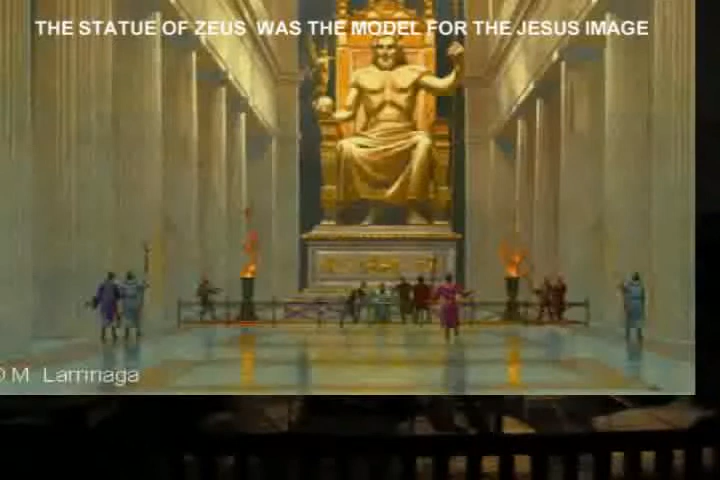 THE STATUE OF ZEUS WAS THE MODEL FOR THE JESUS IMAGE
© M Larrinaga